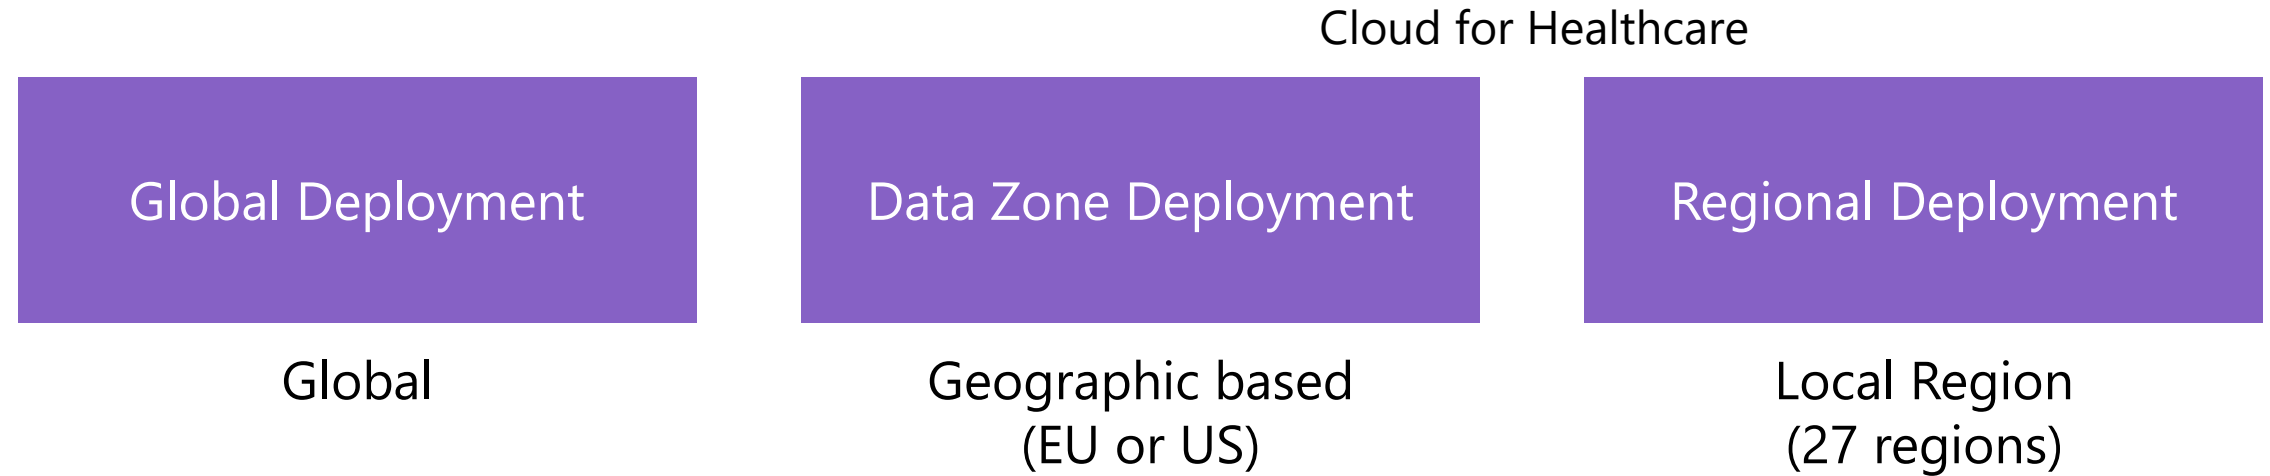 Cloud for Healthcare
Global Deployment
Data Zone Deployment
Regional Deployment
Global
Geographic based
(EU or US)
Local Region
(27 regions)